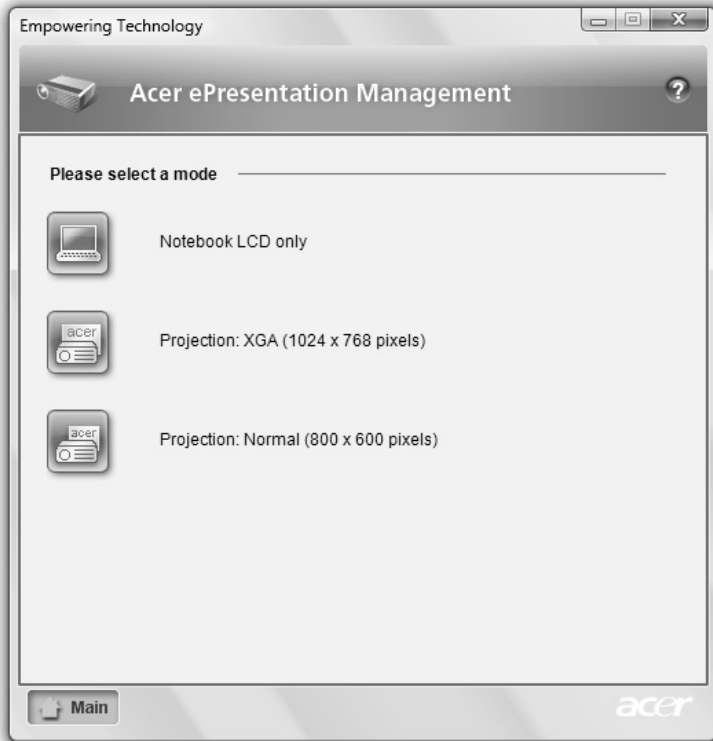 Empowering Technology
Acer ePresentation Management
?
Please select a mode
Notebook LCD only
acer
Projection: XGA (1024 x 768 pixels)
acer
Projection: Normal (800 x 600 pixels)
Main
acer